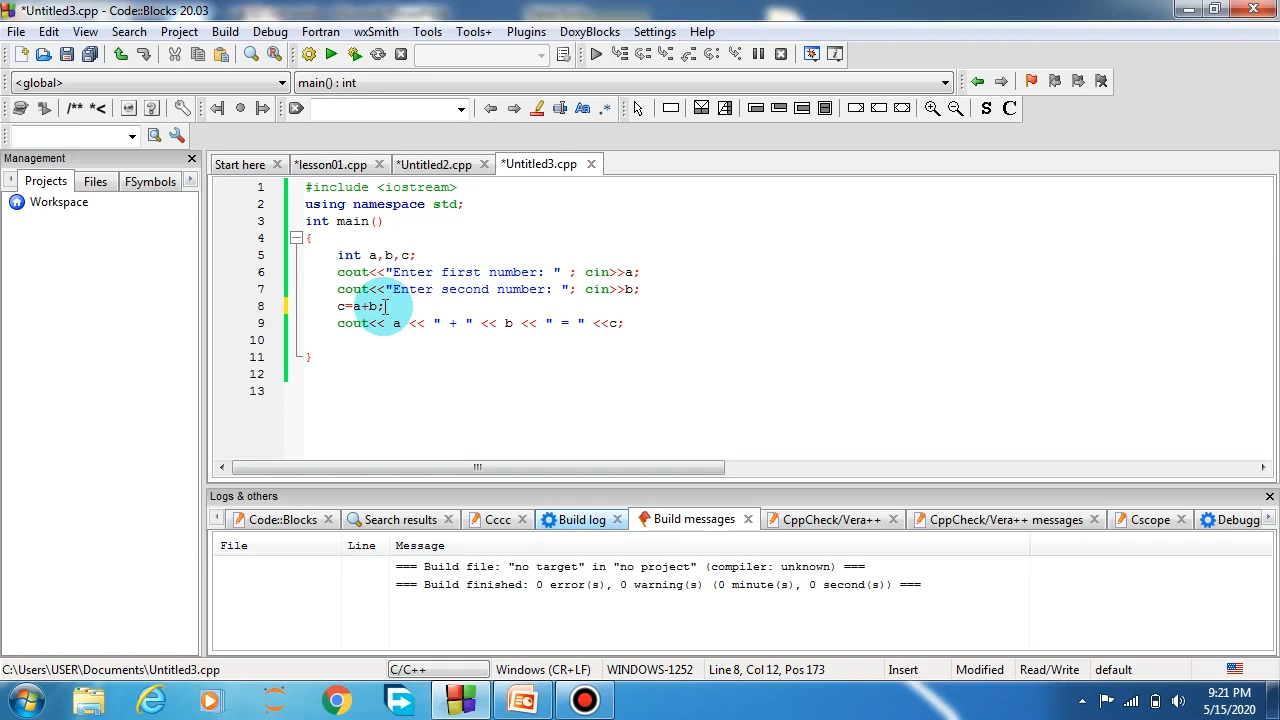 *Untitled3.cpp - Code::Blocks 20.03
File Edit View Search Project Build Debug Fortran wxSmith Tools Tools+ Plugins DoxyBlocks Settings Help
<global> main() : int
/** *< Aa .* S C
Management
Projects Files FSymbols
Workspace
Start here *lesson01.cpp *Untitled2.cpp *Untitled3.cpp
1 #include <iostream>
2 using namespace std;
3 int main()
4 {
5 int a,b,c;
6 cout<<"Enter first number: " ; cin>>a;
7 cout<<"Enter second number: "; cin>>b;
8 c=a+b;
9 cout<< a << " + " << b << " = " <<c;
10
11 }
12
13
Logs & others
Code::Blocks Search results Cccc Build log Build messages CppCheck/Vera++ CppCheck/Vera++ messages Cscope Debugg
File Line Message
=== Build file: "no target" in "no project" (compiler: unknown) ===
=== Build finished: 0 error(s), 0 warning(s) (0 minute(s), 0 second(s)) ===
C:\Users\USER\Documents\Untitled3.cpp C/C++ Windows (CR+LF) WINDOWS-1252 Line 8, Col 12, Pos 173 Insert Modified Read/Write default
9:21 PM
5/15/2020